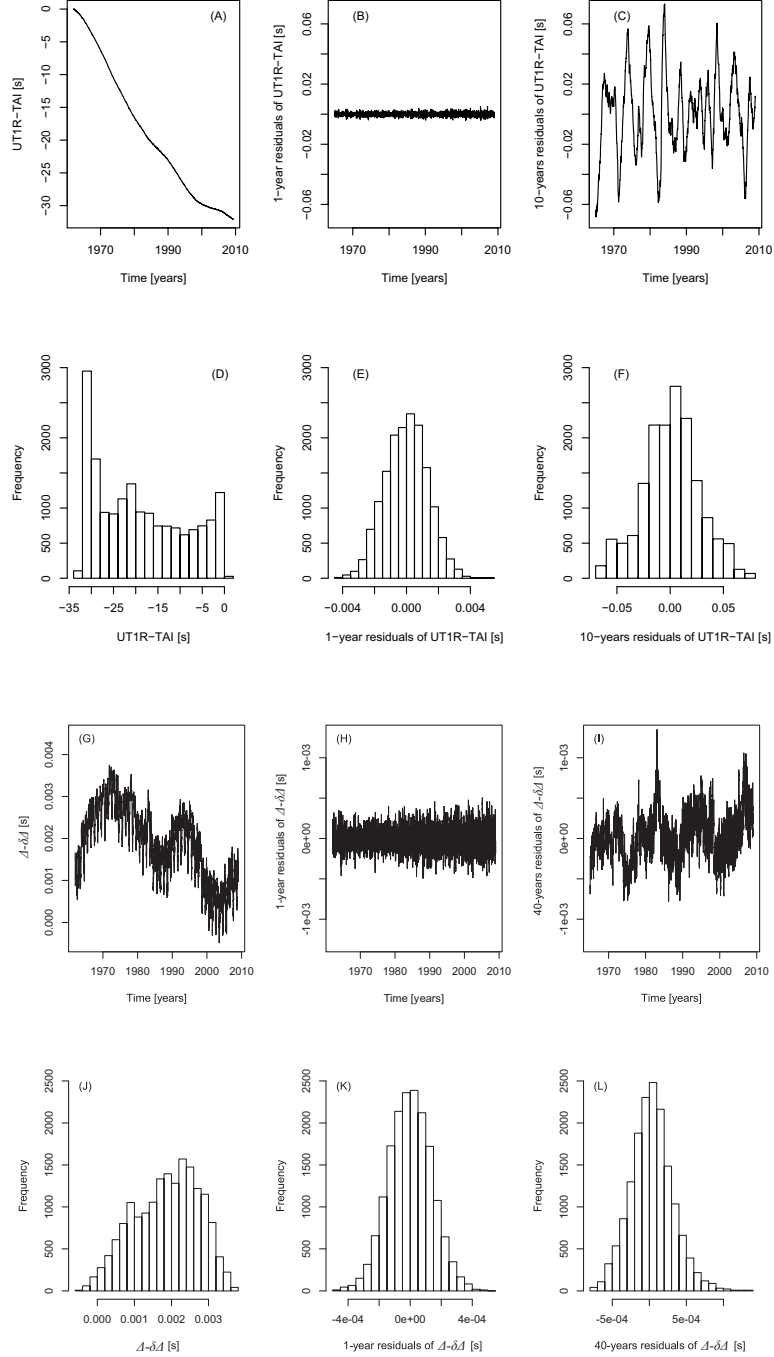 (A)
UT1R−TAI [s]
0
−5
−10
−15
−20
−25
−30
1970
1990
2010
Time [years]
(B)
1−year residuals of UT1R−TAI [s]
0.06
0.02
−0.02
−0.06
1970
1990
2010
Time [years]
(C)
10−years residuals of UT1R−TAI [s]
0.06
0.02
−0.02
−0.06
1970
1990
2010
Time [years]
(D)
Frequency
3000
2000
1000
500
0
−35
−25
−15
−5
0
UT1R−TAI [s]
(E)
Frequency
3000
2000
1000
500
0
−0.004
0.000
0.004
1−year residuals of UT1R−TAI [s]
(F)
Frequency
3000
2000
1000
500
0
−0.05
0.00
0.05
10−years residuals of UT1R−TAI [s]
(G)
Δ-δΔ [s]
0.004
0.003
0.002
0.001
0.000
1970
1980
1990
2000
2010
Time [years]
(H)
1-year residuals of Δ-δΔ [s]
1e+03
0e+00
-1e+03
1970
1980
1990
2000
2010
Time [years]
(I)
40-years residuals of Δ-δΔ [s]
1e+03
0e+00
-1e+03
1970
1980
1990
2000
2010
Time [years]
(J)
Frequency
2500
2000
1500
1000
500
0
0.000
0.001
0.002
0.003
Δ-δΔ [s]
(K)
Frequency
2500
2000
1500
1000
500
0
-4e-04
0e+00
4e-04
1-year residuals of Δ-δΔ [s]
(L)
Frequency
2500
2000
1500
1000
500
0
-5e-04
5e-04
40-years residuals of Δ-δΔ [s]